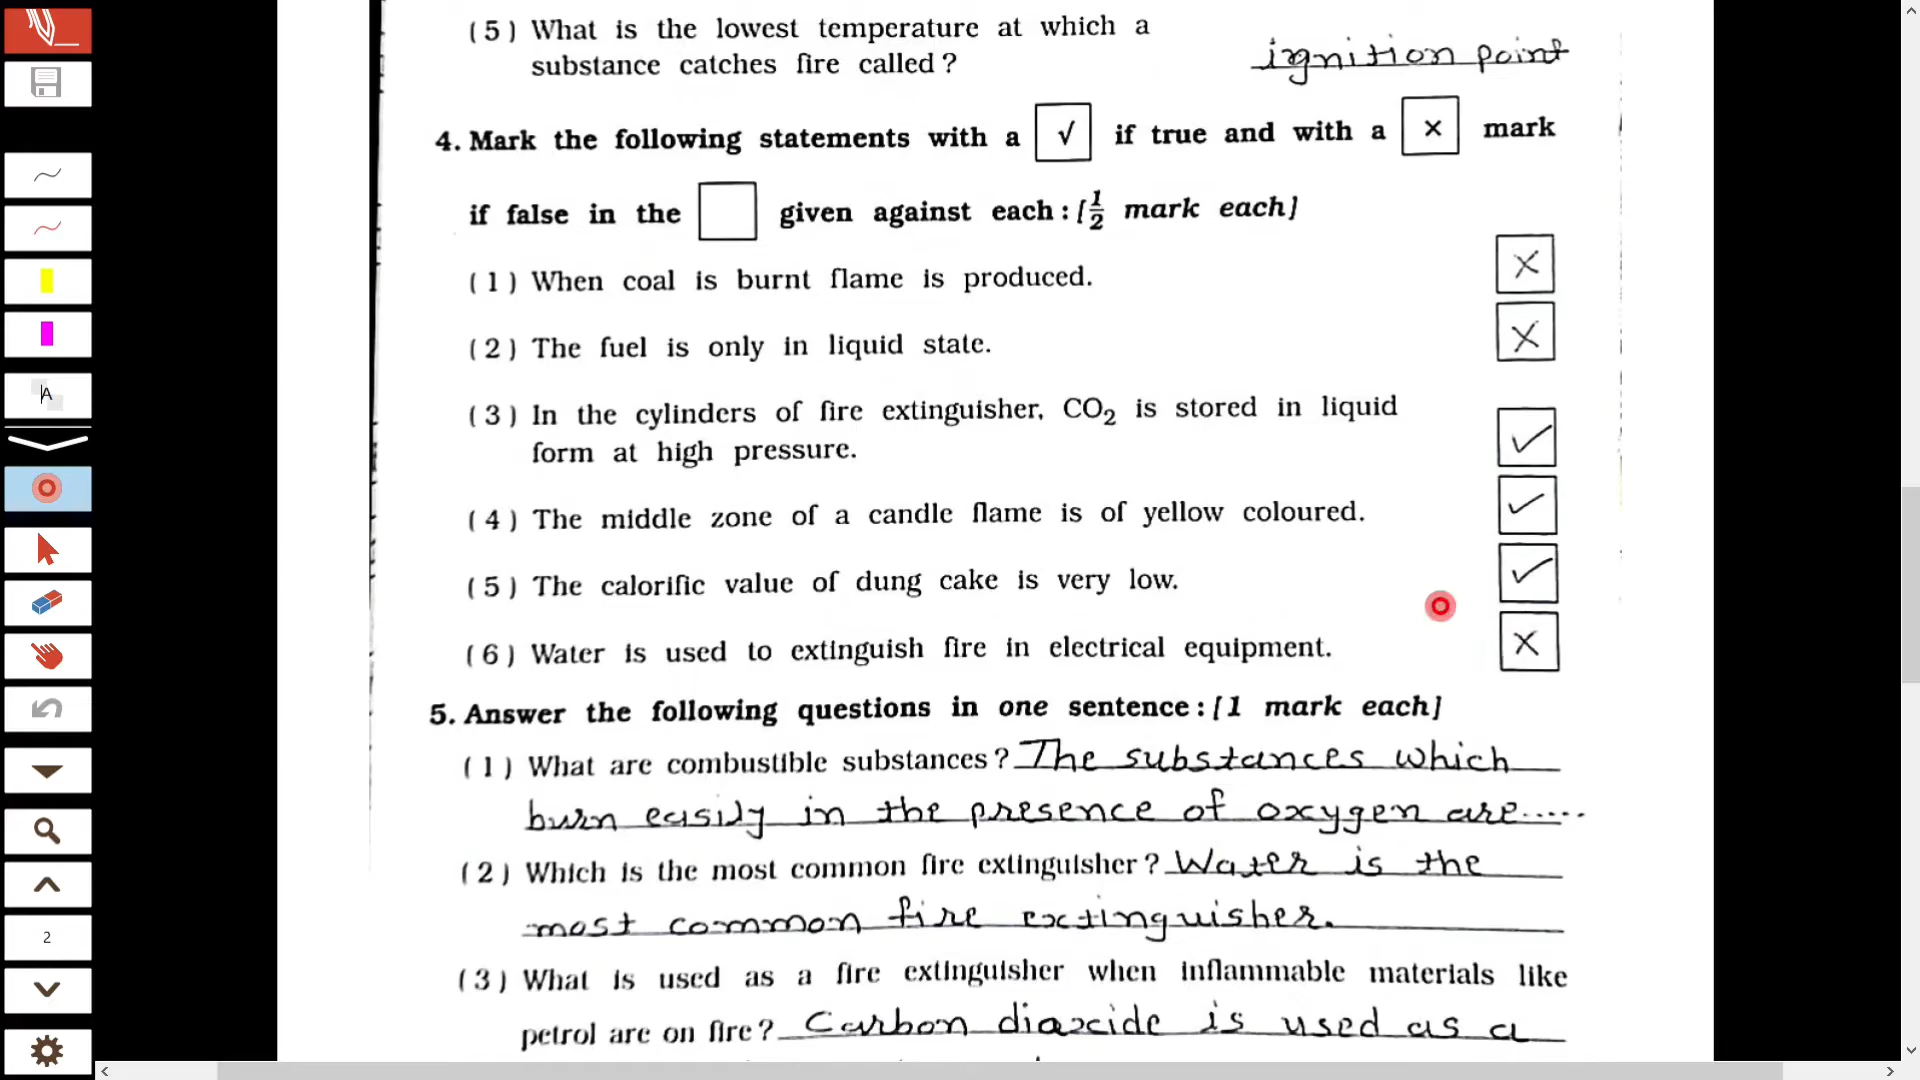 ( 5 ) What is the lowest temperature at which a
substance catches fire called ? ignition point
4. Mark the following statements with a √ if true and with a × mark
if false in the given against each : [½ mark each]
( 1 ) When coal is burnt flame is produced. ×
( 2 ) The fuel is only in liquid state. ×
( 3 ) In the cylinders of fire extinguisher, CO₂ is stored in liquid
form at high pressure. ✓
( 4 ) The middle zone of a candle flame is of yellow coloured. ✓
( 5 ) The calorific value of dung cake is very low. ✓
( 6 ) Water is used to extinguish fire in electrical equipment. ×
5. Answer the following questions in one sentence : [1 mark each]
( 1 ) What are combustible substances ? The substances which
burn easily in the presence of oxygen are.....
( 2 ) Which is the most common fire extinguisher ? Water is the
most common fire extinguisher.
( 3 ) What is used as a fire extinguisher when inflammable materials like
petrol are on fire ? Carbon dioxide is used as a
A
2